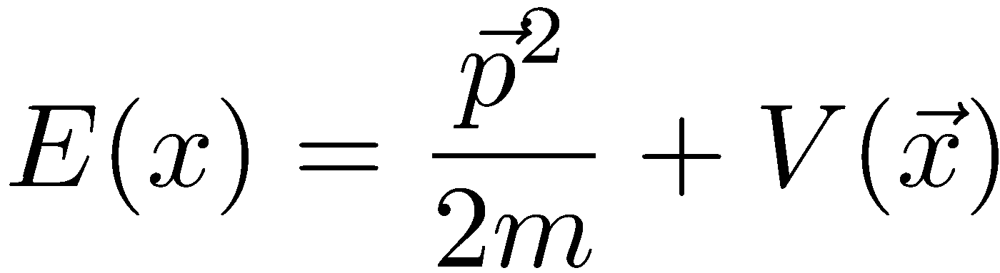 $E(x) = \frac{\vec{p}^2}{2m} + V(\vec{x})$